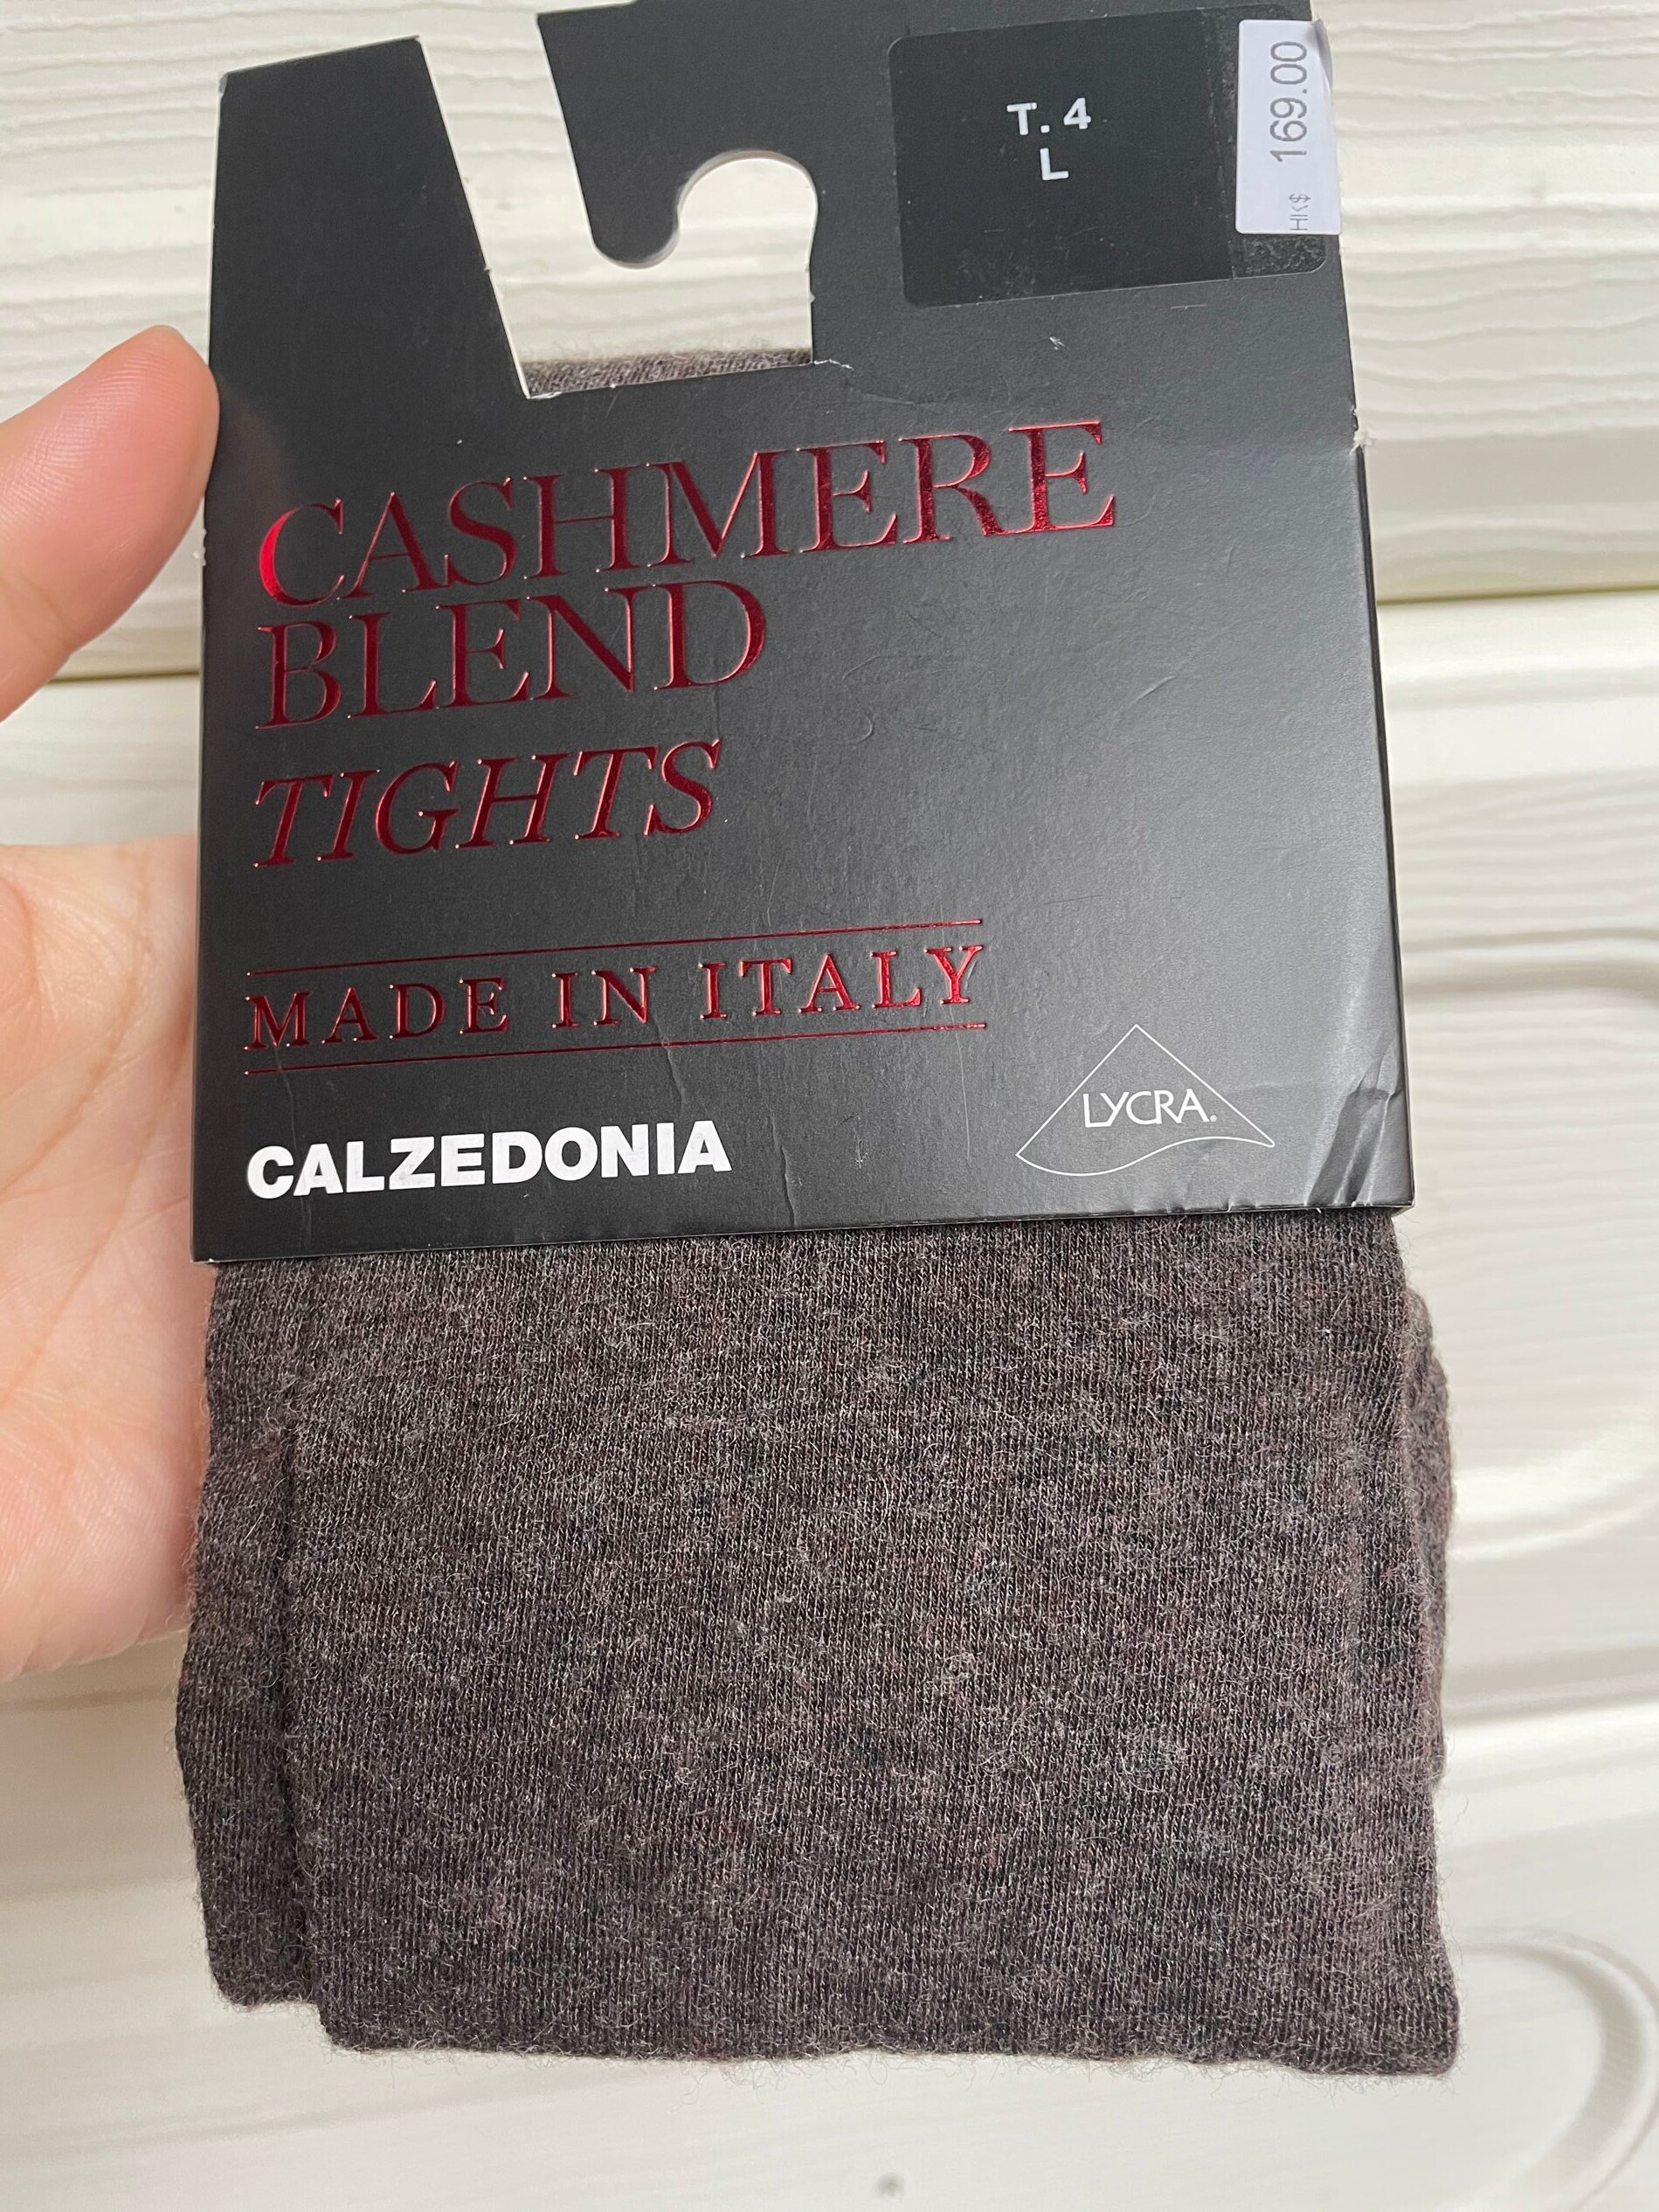 T. 4
L
HK$ 169.00
CASHMERE
BLEND
TIGHTS
MADE IN ITALY
LYCRA®
CALZEDONIA